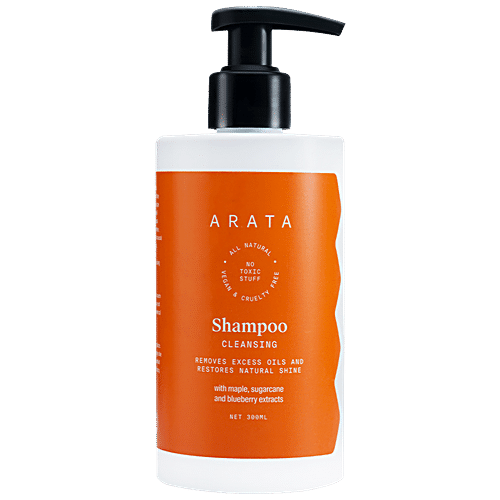 ARATA
ALL NATURAL
• VEGAN & CRUELTY FREE •
NO
TOXIC
STUFF
Shampoo
CLEANSING
REMOVES EXCESS OILS AND
RESTORES NATURAL SHINE
with maple, sugarcane
and blueberry extracts
NET 300ML